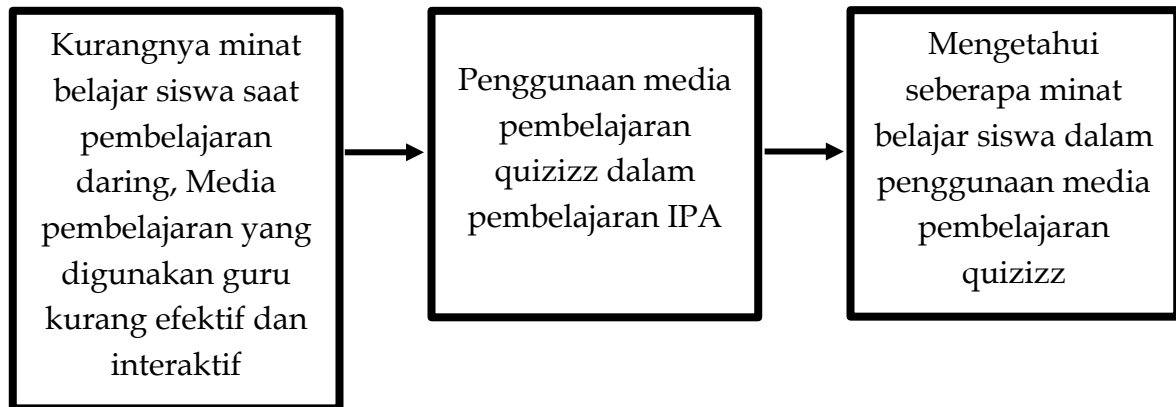 Kurangnya minat
belajar siswa saat
pembelajaran
daring, Media
pembelajaran yang
digunakan guru
kurang efektif dan
interaktif
Penggunaan media
pembelajaran
quizizz dalam
pembelajaran IPA
Mengetahui
seberapa minat
belajar siswa dalam
penggunaan media
pembelajaran
quizizz